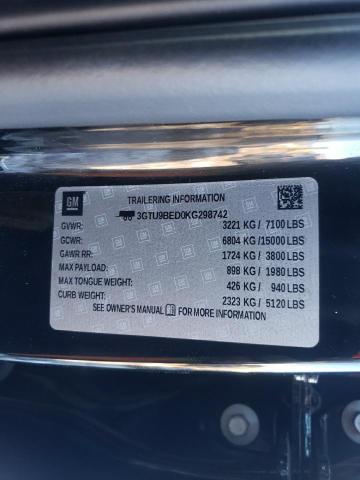 GM
TRAILERING INFORMATION
3GTU9BED0KG298742
GVWR: 3221 KG / 7100 LBS
GCWR: 6804 KG / 15000 LBS
GAWR RR: 1724 KG / 3800 LBS
MAX PAYLOAD: 898 KG / 1980 LBS
MAX TONGUE WEIGHT: 426 KG / 940 LBS
CURB WEIGHT: 2323 KG / 5120 LBS
SEE OWNER'S MANUAL FOR MORE INFORMATION